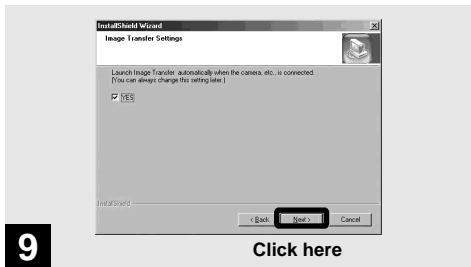 InstallShield Wizard
Image Transfer Settings
Launch Image Transfer automatically when the camera, etc., is connected.
(You can always change this setting later.)
YES
InstallShield
< Back Next > Cancel
9
Click here